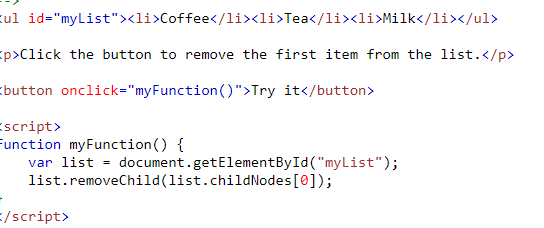 -->
<ul id="myList"><li>Coffee</li><li>Tea</li><li>Milk</li></ul>
<p>Click the button to remove the first item from the list.</p>
<button onclick="myFunction()">Try it</button>
<script>
function myFunction() {
var list = document.getElementById("myList");
list.removeChild(list.childNodes[0]);
}
</script>